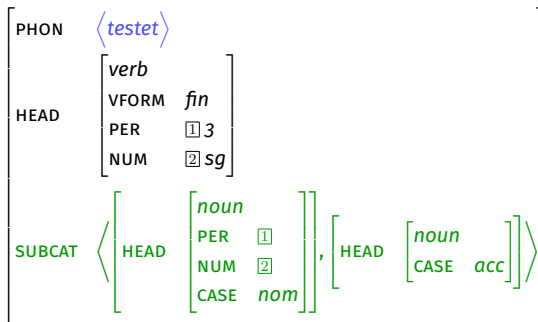 PHON ⟨testet⟩
verb
VFORM fin
HEAD
PER 1 3
NUM 2 sg
noun
PER 1 noun
SUBCAT ⟨ HEAD , HEAD ⟩
NUM 2 CASE acc
CASE nom